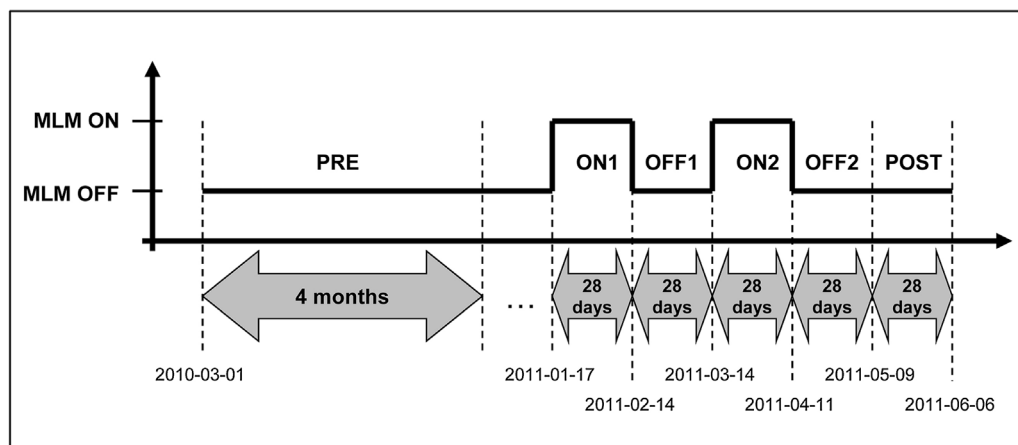 MLM ON
MLM OFF
PRE
ON1
OFF1
ON2
OFF2
POST
4 months
...
28
days
28
days
28
days
28
days
28
days
2010-03-01
2011-01-17
2011-03-14
2011-05-09
2011-02-14
2011-04-11
2011-06-06